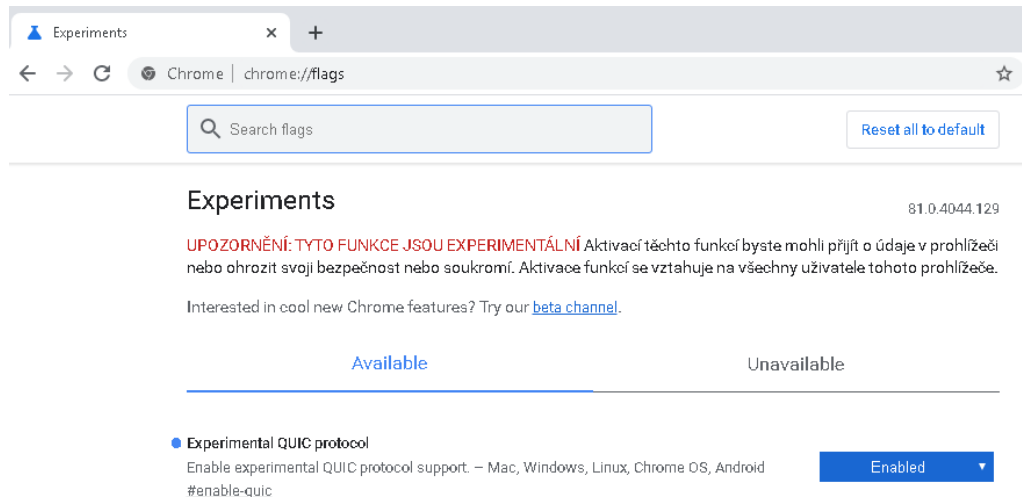 Experiments
Chrome | chrome://flags
Search flags
Reset all to default
Experiments
81.0.4044.129
UPOZORNĚNÍ: TYTO FUNKCE JSOU EXPERIMENTÁLNÍ Aktivací těchto funkcí byste mohli přijít o údaje v prohlížeči
nebo ohrozit svoji bezpečnost nebo soukromí. Aktivace funkcí se vztahuje na všechny uživatele tohoto prohlížeče.
Interested in cool new Chrome features? Try our beta channel.
Available
Unavailable
Experimental QUIC protocol
Enable experimental QUIC protocol support. – Mac, Windows, Linux, Chrome OS, Android
Enabled
#enable-quic